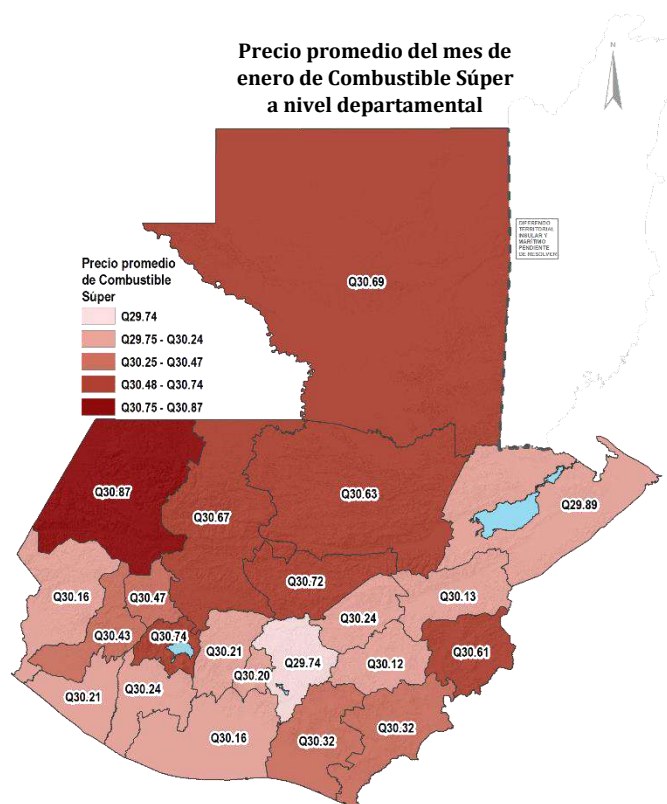 Precio promedio del mes de
enero de Combustible Súper
a nivel departamental
N
DIFERENDO
TERRITORIAL
INSULAR Y
MARÍTIMO
PENDIENTE
DE RESOLVER
Precio promedio
de Combustible
Súper
Q29.74
Q29.75 - Q30.24
Q30.25 - Q30.47
Q30.48 - Q30.74
Q30.75 - Q30.87
Q30.69
Q30.87
Q30.67
Q30.63
Q29.89
Q30.72
Q30.16
Q30.47
Q30.13
Q30.24
Q30.43
Q30.74
Q30.21
Q29.74
Q30.12
Q30.61
Q30.20
Q30.21
Q30.24
Q30.16
Q30.32
Q30.32